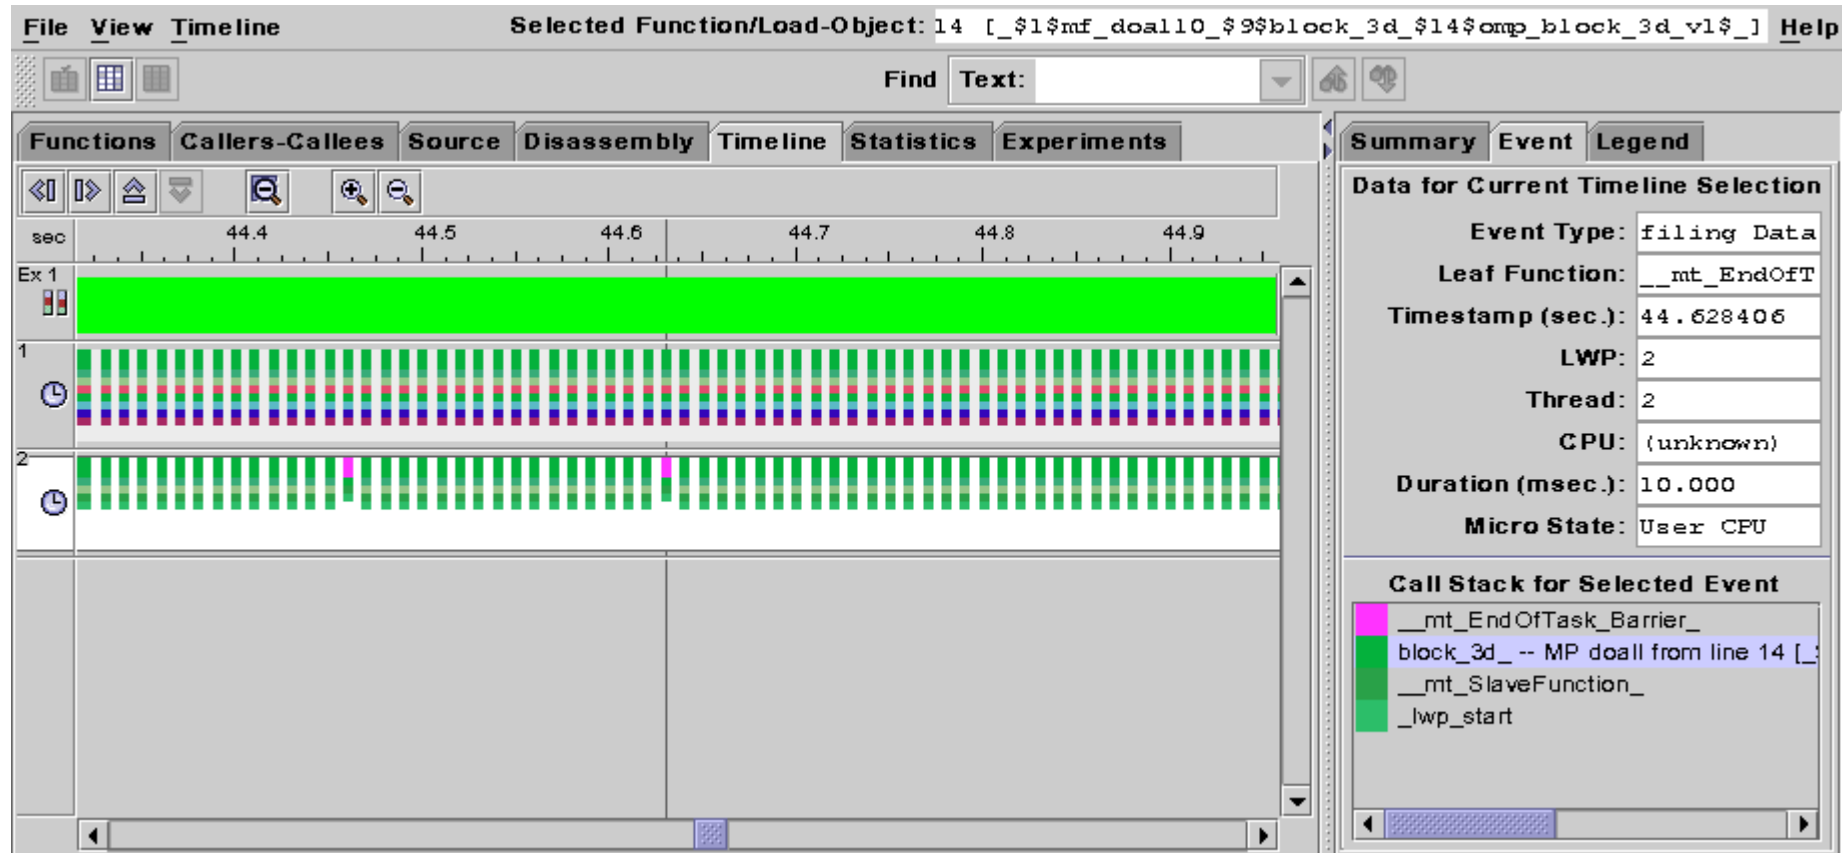 File View Timeline Selected Function/Load-Object: 14 [_$1$mf_doall0_$9$block_3d_$14$omp_block_3d_v1$_] Help
Find Text:
Functions Callers-Callees Source Disassembly Timeline Statistics Experiments Summary Event Legend
Data for Current Timeline Selection
sec 44.4 44.5 44.6 44.7 44.8 44.9
Event Type: filing Data
Ex 1
Leaf Function: __mt_EndOfT
Timestamp (sec.): 44.628406
1
LWP: 2
Thread: 2
CPU: (unknown)
2
Duration (msec.): 10.000
Micro State: User CPU
Call Stack for Selected Event
__mt_EndOfTask_Barrier_
block_3d_ -- MP doall from line 14 [_
__mt_SlaveFunction_
_lwp_start